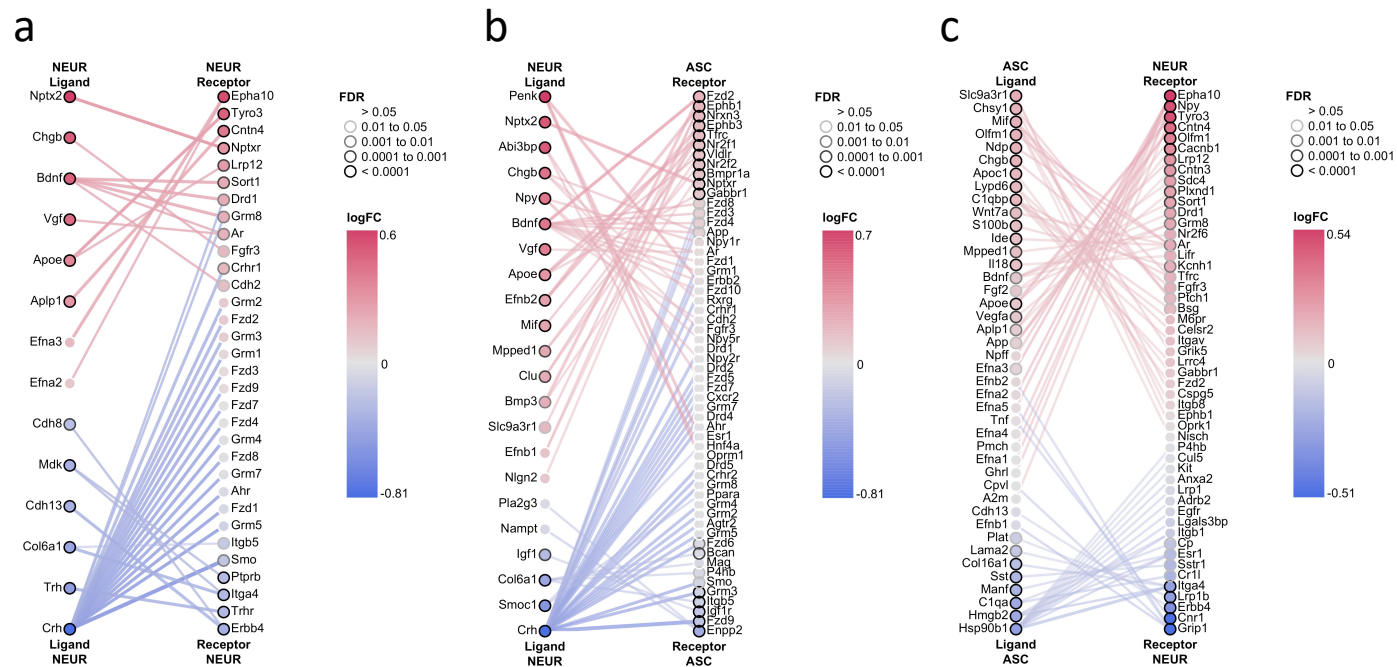 a
NEUR
Ligand
NEUR
Receptor
Nptx2
Chgb
Bdnf
Vgf
Apoe
Aplp1
Efna3
Efna2
Cdh8
Mdk
Cdh13
Col6a1
Trh
Crh
Ligand
NEUR
Epha10
Tyro3
Cntn4
Nptxr
Lrp12
Sort1
Drd1
Grm8
Ar
Fgfr3
Crhr1
Cdh2
Grm2
Fzd2
Grm3
Grm1
Fzd3
Fzd9
Fzd7
Fzd4
Grm4
Fzd8
Grm7
Ahr
Fzd1
Grm5
Itgb5
Smo
Ptprb
Itga4
Trhr
Erbb4
Receptor
NEUR
FDR
> 0.05
0.01 to 0.05
0.001 to 0.01
0.0001 to 0.001
< 0.0001
logFC
0.6
0
-0.81
b
NEUR
Ligand
ASC
Receptor
Penk
Nptx2
Abi3bp
Chgb
Npy
Bdnf
Vgf
Apoe
Efnb2
Mif
Mpped1
Clu
Bmp3
Slc9a3r1
Efnb1
Nlgn2
Pla2g3
Nampt
Igf1
Col6a1
Smoc1
Crh
Ligand
NEUR
Fzd2
Ephb1
Nrxn3
Ephb3
Tfrc
Nr2f1
Vldlr
Nr2f2
Bmpr1a
Nptxr
Gabbr1
Fzd8
Fzd3
Fzd4
App
Npy1r
Ar
Fzd1
Grm1
Erbb2
Fzd10
Rxrg
Crhr1
Cdh2
Fgfr3
Npy5r
Drd1
Npy2r
Drd2
Fzd5
Fzd7
Cxcr2
Grm7
Drd4
Ahr
Esr1
Hnf4a
Oprm1
Drd5
Crhr2
Grm8
Ppara
Grm4
Grm2
Agtr2
Grm5
Fzd6
Bcan
Mag
P4hb
Smo
Grm3
Itgb5
Igf1r
Fzd9
Enpp2
Receptor
ASC
FDR
> 0.05
0.01 to 0.05
0.001 to 0.01
0.0001 to 0.001
< 0.0001
logFC
0.7
0
-0.81
c
ASC
Ligand
NEUR
Receptor
Slc9a3r1
Chsy1
Mif
Olfm1
Ndp
Chgb
Apoc1
Lypd6
C1qbp
Wnt7a
S100b
Ide
Mpped1
Il18
Bdnf
Fgf2
Apoe
Vegfa
Aplp1
App
Npff
Efna3
Efnb2
Efna2
Efna5
Tnf
Efna4
Pmch
Efna1
Ghrl
Cpvl
A2m
Cdh13
Efnb1
Plat
Lama2
Col16a1
Sst
Manf
C1qa
Hmgb2
Hsp90b1
Ligand
ASC
Epha10
Npy
Tyro3
Cntn4
Olfm1
Cacnb1
Lrp12
Cntn3
Sdc4
Plxnd1
Sort1
Drd1
Grm8
Nr2f6
Ar
Lifr
Kcnh1
Tfrc
Fgfr3
Ptch1
Bsg
M6pr
Celsr2
Itgav
Grik5
Lrrc4
Gabbr1
Fzd2
Cspg5
Itgb8
Ephb1
Oprk1
Nisch
P4hb
Cul5
Kit
Anxa2
Lrp1
Adrb2
Egfr
Lgals3bp
Itgb1
Cp
Esr1
Sstr1
Cr1l
Itga4
Lrp1b
Erbb4
Cnr1
Grip1
Receptor
NEUR
FDR
> 0.05
0.01 to 0.05
0.001 to 0.01
0.0001 to 0.001
< 0.0001
logFC
0.54
0
-0.51